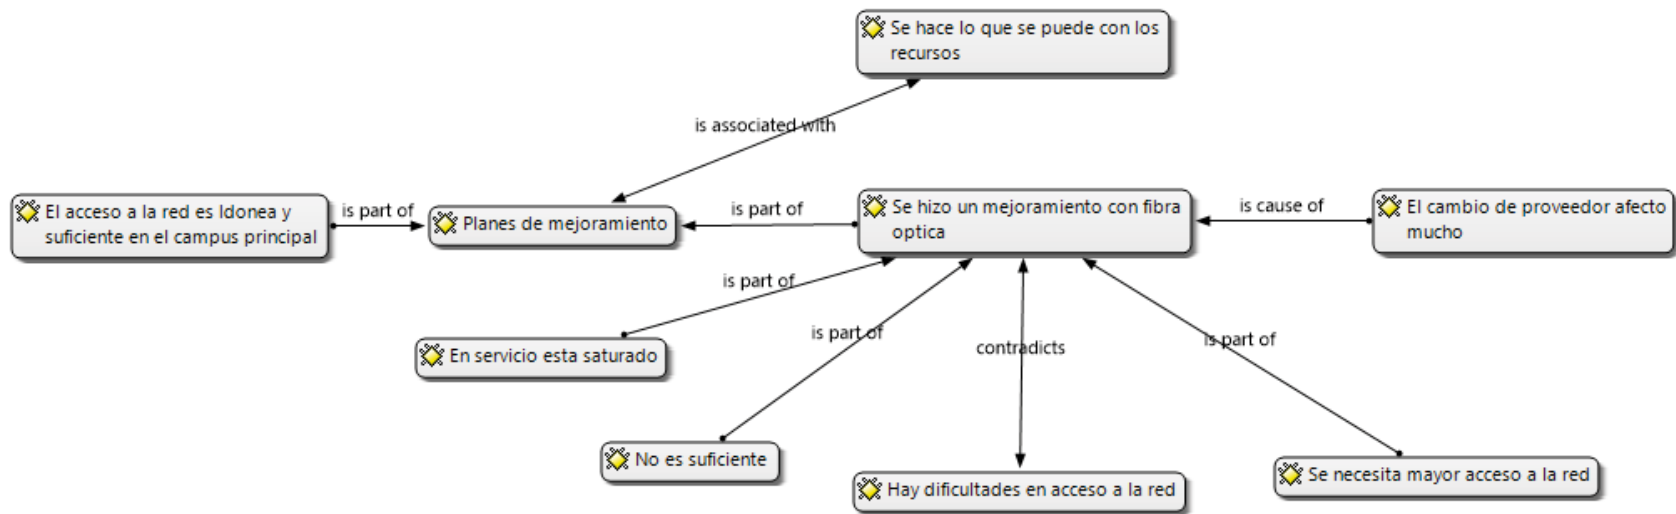 Se hace lo que se puede con los
recursos
is associated with
El acceso a la red es Idonea y
suficiente en el campus principal
is part of
Planes de mejoramiento
is part of
Se hizo un mejoramiento con fibra
optica
is cause of
El cambio de proveedor afecto
mucho
is part of
En servicio esta saturado
is part of
contradicts
is part of
No es suficiente
Hay dificultades en acceso a la red
Se necesita mayor acceso a la red